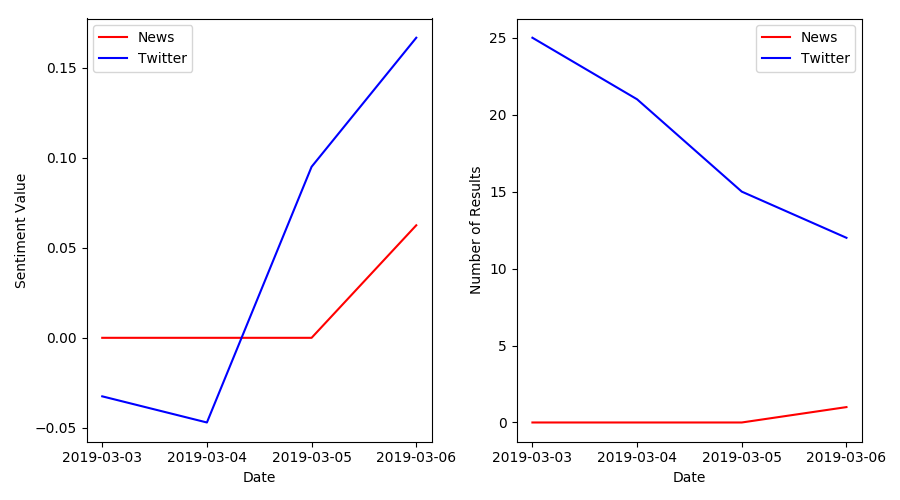 News
Twitter
0.15
0.10
0.05
0.00
−0.05
Sentiment Value
2019-03-03 2019-03-04 2019-03-05 2019-03-06
Date
News
Twitter
25
20
15
10
5
0
Number of Results
2019-03-03 2019-03-04 2019-03-05 2019-03-06
Date